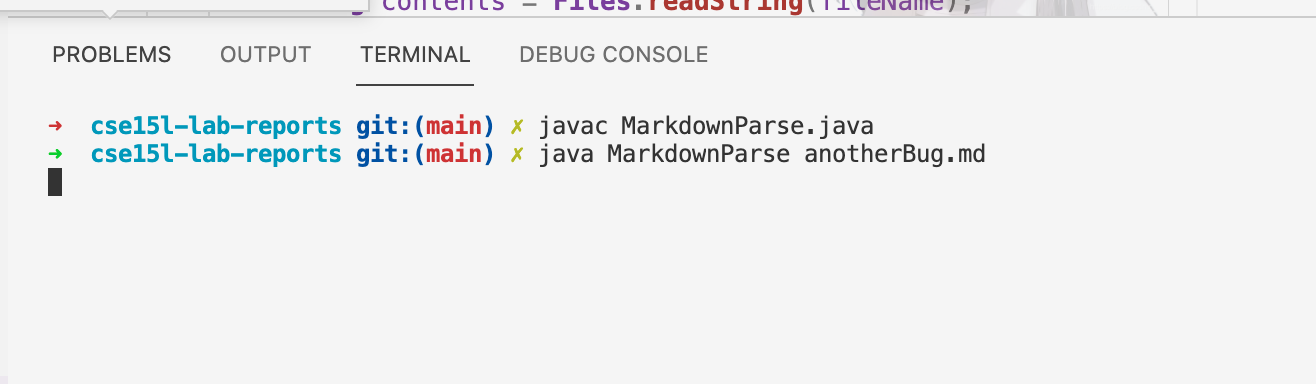 contents = Files.readString(fileName);
PROBLEMS OUTPUT TERMINAL DEBUG CONSOLE
➜ cse15l-lab-reports git:(main) ✗ javac MarkdownParse.java
➜ cse15l-lab-reports git:(main) ✗ java MarkdownParse anotherBug.md